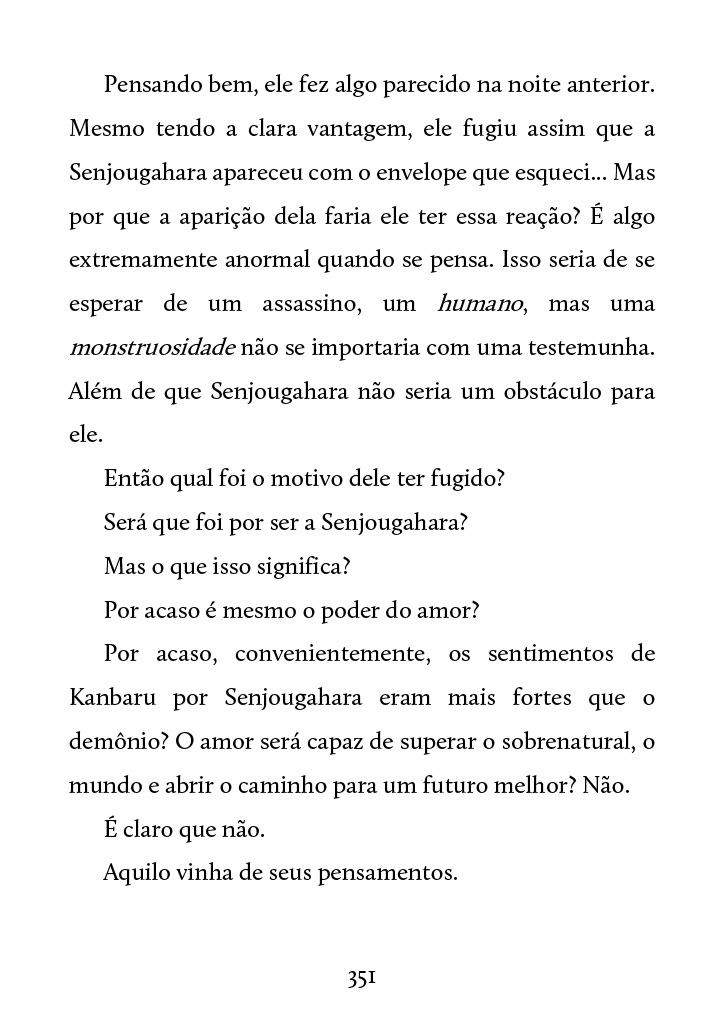 Pensando bem, ele fez algo parecido na noite anterior.
Mesmo tendo a clara vantagem, ele fugiu assim que a
Senjougahara apareceu com o envelope que esqueci... Mas
por que a aparição dela faria ele ter essa reação? É algo
extremamente anormal quando se pensa. Isso seria de se
esperar de um assassino, um humano, mas uma
monstruosidade não se importaria com uma testemunha.
Além de que Senjougahara não seria um obstáculo para
ele.
Então qual foi o motivo dele ter fugido?
Será que foi por ser a Senjougahara?
Mas o que isso significa?
Por acaso é mesmo o poder do amor?
Por acaso, convenientemente, os sentimentos de
Kanbaru por Senjougahara eram mais fortes que o
demônio? O amor será capaz de superar o sobrenatural, o
mundo e abrir o caminho para um futuro melhor? Não.
É claro que não.
Aquilo vinha de seus pensamentos.
351